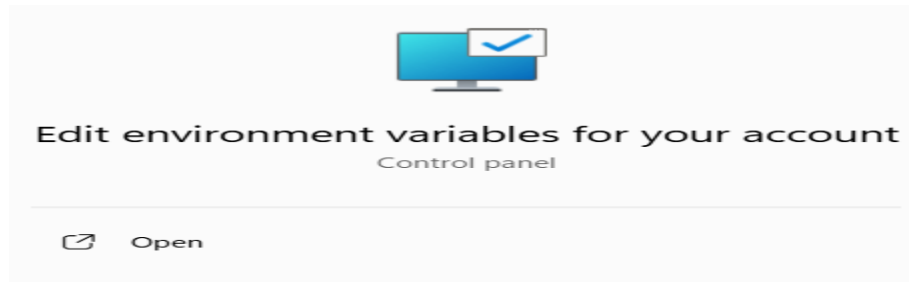 Edit environment variables for your account
Control panel
Open